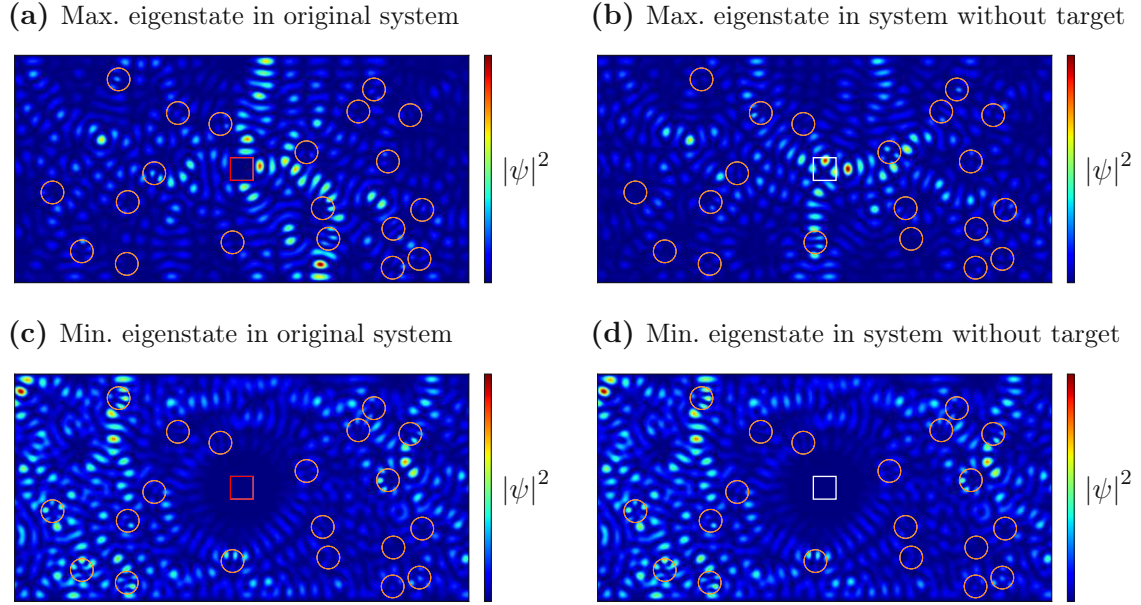 (a) Max. eigenstate in original system
(b) Max. eigenstate in system without target
|ψ|²
|ψ|²
(c) Min. eigenstate in original system
(d) Min. eigenstate in system without target
|ψ|²
|ψ|²